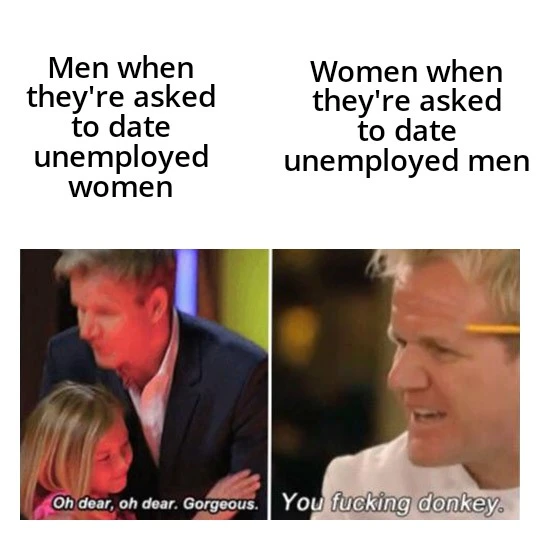 Men when
they're asked
to date
unemployed
women
Women when
they're asked
to date
unemployed men
Oh dear, oh dear. Gorgeous.
You fucking donkey.